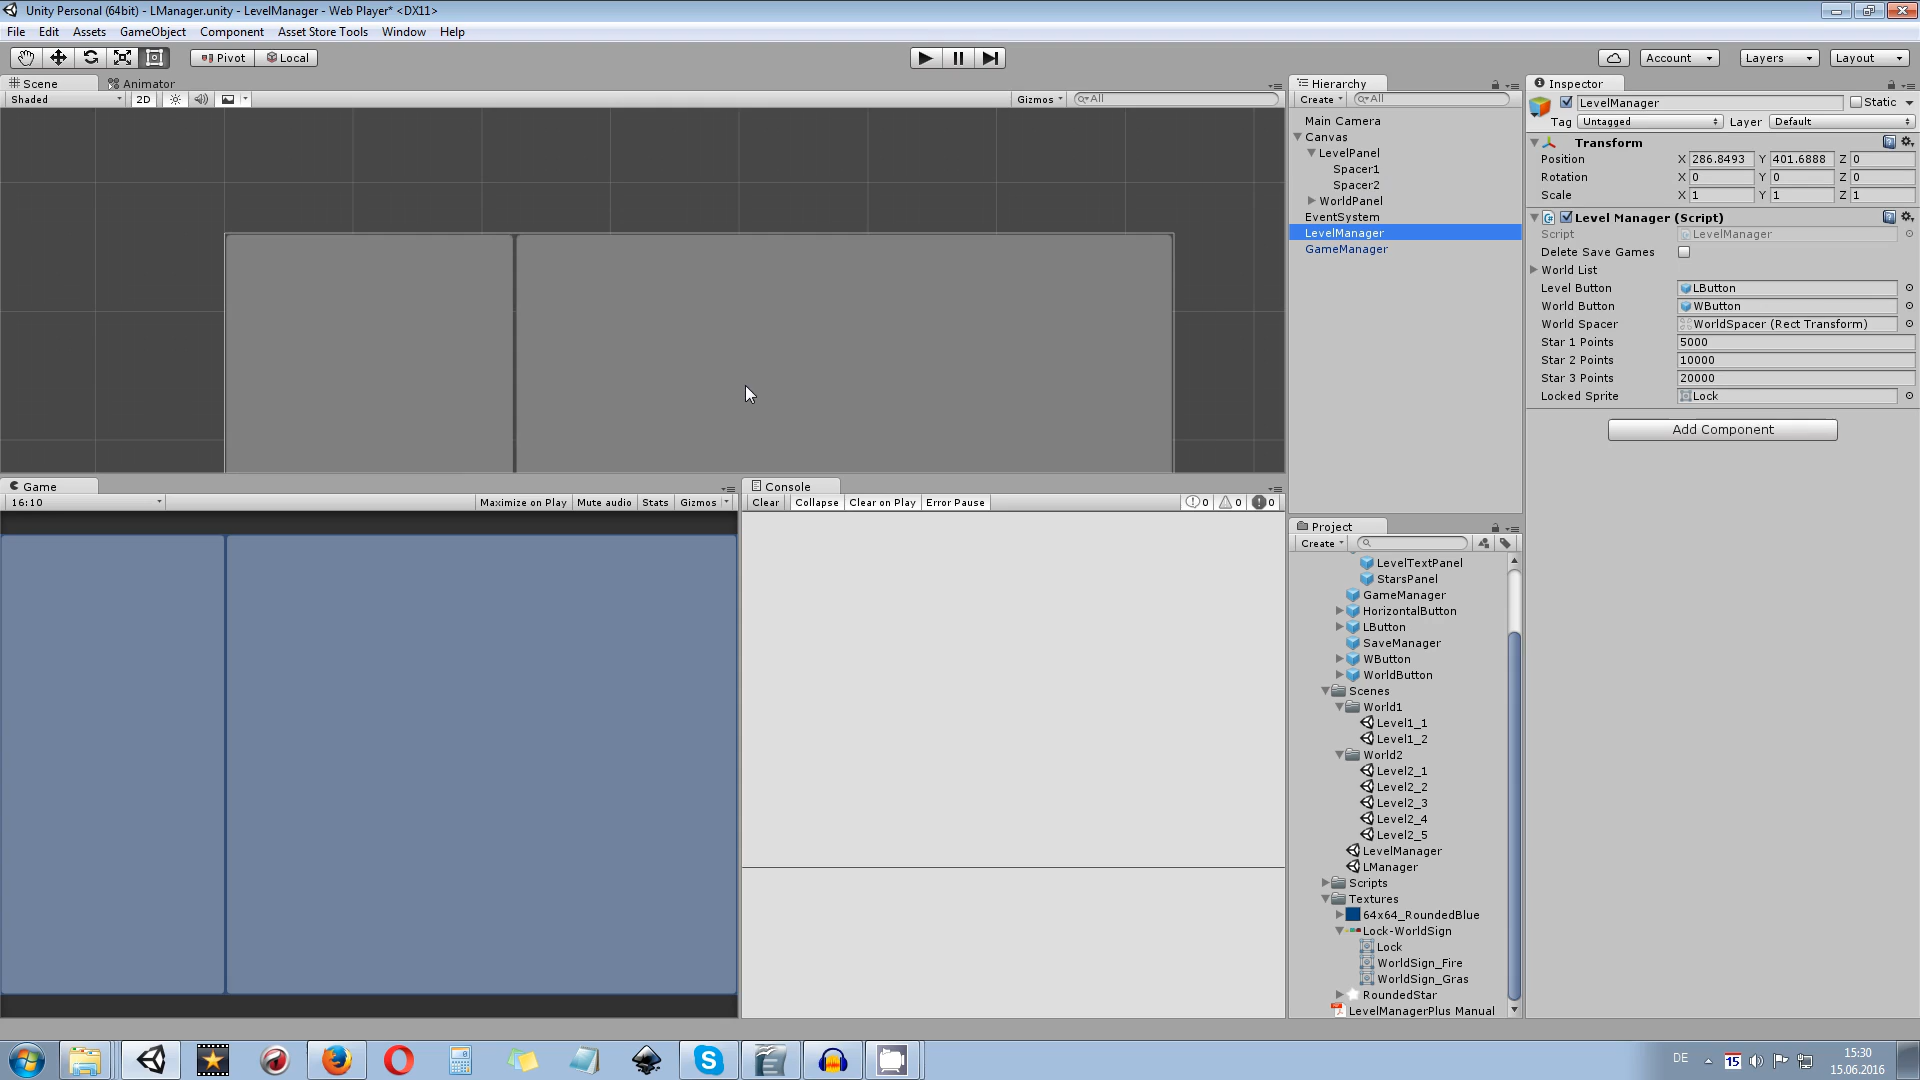 Unity Personal (64bit) - LManager.unity - LevelManager - Web Player* <DX11>
File Edit Assets GameObject Component Asset Store Tools Window Help
Pivot Local Account Layers Layout
Scene Animator
Shaded 2D Gizmos All
Hierarchy
Create All
Main Camera
Canvas
LevelPanel
Spacer1
Spacer2
WorldPanel
EventSystem
LevelManager
GameManager
Inspector
LevelManager Static
Tag Untagged Layer Default
Transform
Position X 286.8493 Y 401.6888 Z 0
Rotation X 0 Y 0 Z 0
Scale X 1 Y 1 Z 1
Level Manager (Script)
Script LevelManager
Delete Save Games
World List
Level Button LButton
World Button WButton
World Spacer WorldSpacer (Rect Transform)
Star 1 Points 5000
Star 2 Points 10000
Star 3 Points 20000
Locked Sprite Lock
Add Component
Game
16:10 Maximize on Play Mute audio Stats Gizmos
Console
Clear Collapse Clear on Play Error Pause 0 0 0
Project
Create
LevelTextPanel
StarsPanel
GameManager
HorizontalButton
LButton
SaveManager
WButton
WorldButton
Scenes
World1
Level1_1
Level1_2
World2
Level2_1
Level2_2
Level2_3
Level2_4
Level2_5
LevelManager
LManager
Scripts
Textures
64x64_RoundedBlue
Lock-WorldSign
Lock
WorldSign_Fire
WorldSign_Gras
RoundedStar
LevelManagerPlus Manual
DE 15 15:30
15.06.2016